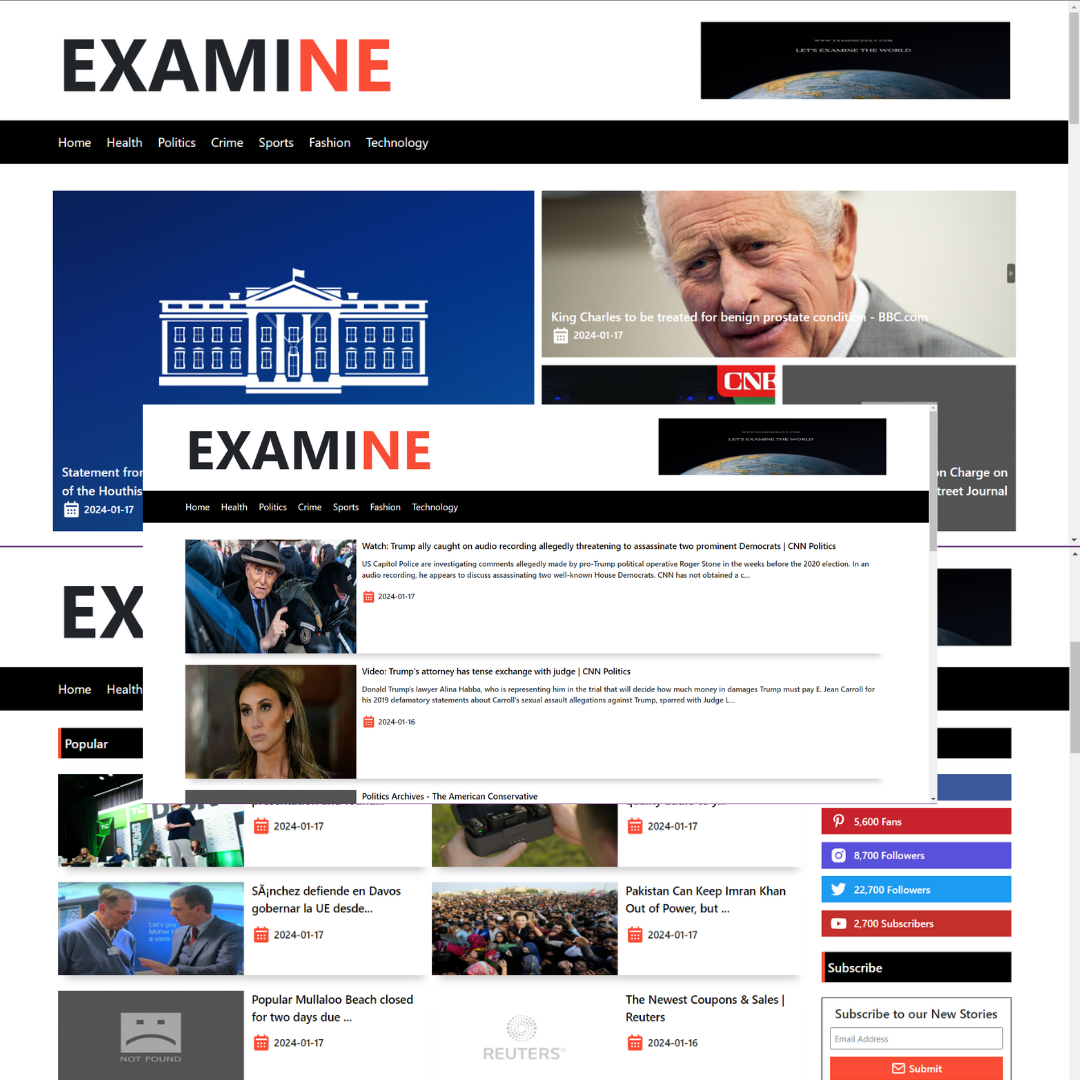 EXAMINE
WWW.EXAMINEDAILY.COM
LET'S EXAMINE THE WORLD
Home Health Politics Crime Sports Fashion Technology
King Charles to be treated for benign prostate condition - BBC.com
2024-01-17
CNB
Statement from
of the Houthis
2024-01-17
n Charge on
treet Journal
EXAMINE
WWW.EXAMINEDAILY.COM
LET'S EXAMINE THE WORLD
Home Health Politics Crime Sports Fashion Technology
Watch: Trump ally caught on audio recording allegedly threatening to assassinate two prominent Democrats | CNN Politics
US Capitol Police are investigating comments allegedly made by pro-Trump political operative Roger Stone in the weeks before the 2020 election. In an
audio recording, he appears to discuss assassinating two well-known House Democrats. CNN has not obtained a c...
2024-01-17
Video: Trump's attorney has tense exchange with judge | CNN Politics
Donald Trump's lawyer Alina Habba, who is representing him in the trial that will decide how much money in damages Trump must pay E. Jean Carroll for
his 2019 defamatory statements about Carroll's sexual assault allegations against Trump, sparred with Judge L...
2024-01-16
Politics Archives - The American Conservative
EX
Home Health
Popular
2024-01-17
2024-01-17
5,600 Fans
8,700 Followers
22,700 Followers
2,700 Subscribers
SÃ¡nchez defiende en Davos
gobernar la UE desde...
2024-01-17
Pakistan Can Keep Imran Khan
Out of Power, but ...
2024-01-17
Subscribe
Popular Mullaloo Beach closed
for two days due ...
2024-01-17
NOT FOUND
The Newest Coupons & Sales |
Reuters
2024-01-16
REUTERS
Subscribe to our New Stories
Email Address
Submit